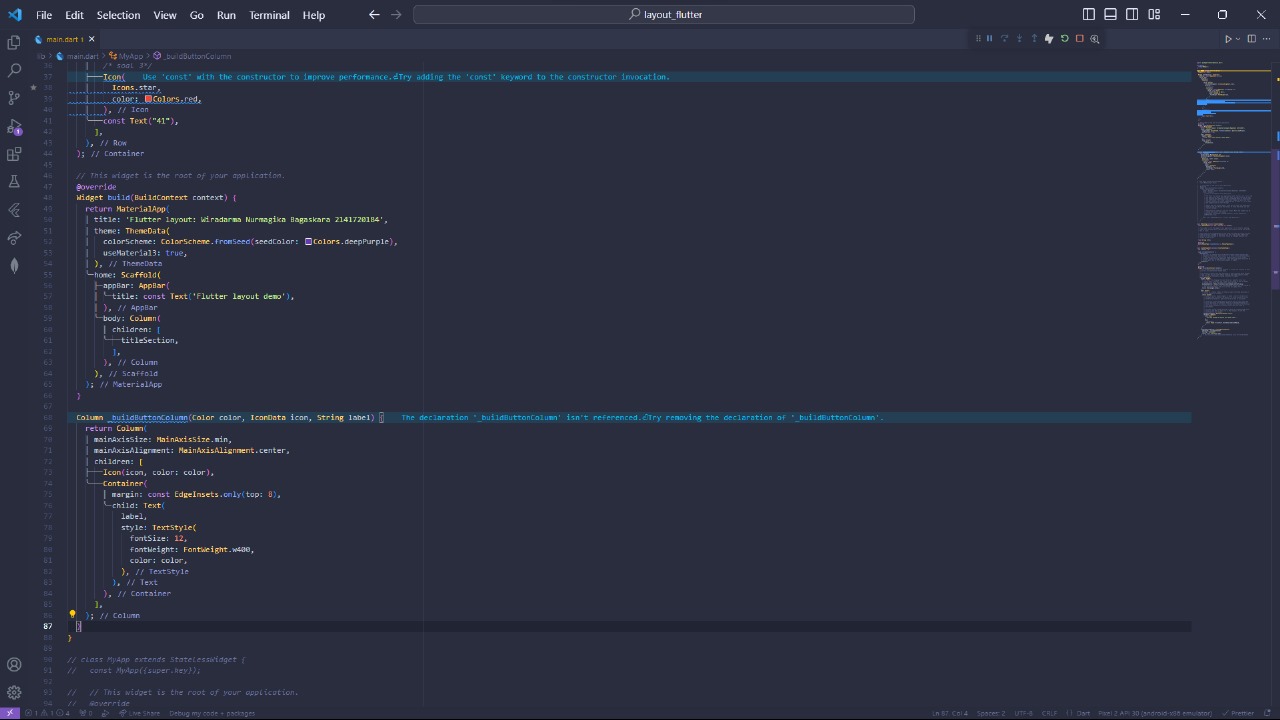 File Edit Selection View Go Run Terminal Help
layout_flutter
main.dart 1
lib > main.dart > MyApp > _buildButtonColumn
36 /* soal 3*/
37 Icon( Use 'const' with the constructor to improve performance.⏎Try adding the 'const' keyword to the constructor invocation.
38 Icons.star,
39 color: Colors.red,
40 ), // Icon
41 const Text("41"),
42 ],
43 ), // Row
44 ); // Container
45
46 // This widget is the root of your application.
47 @override
48 Widget build(BuildContext context) {
49 return MaterialApp(
50 title: 'Flutter layout: Wiradarma Nurmagika Bagaskara 2141720184',
51 theme: ThemeData(
52 colorScheme: ColorScheme.fromSeed(seedColor: Colors.deepPurple),
53 useMaterial3: true,
54 ), // ThemeData
55 home: Scaffold(
56 appBar: AppBar(
57 title: const Text('Flutter layout demo'),
58 ), // AppBar
59 body: Column(
60 children: [
61 titleSection,
62 ],
63 ), // Column
64 ), // Scaffold
65 ); // MaterialApp
66 }
67
68 Column _buildButtonColumn(Color color, IconData icon, String label) { The declaration '_buildButtonColumn' isn't referenced.⏎Try removing the declaration of '_buildButtonColumn'.
69 return Column(
70 mainAxisSize: MainAxisSize.min,
71 mainAxisAlignment: MainAxisAlignment.center,
72 children: [
73 Icon(icon, color: color),
74 Container(
75 margin: const EdgeInsets.only(top: 8),
76 child: Text(
77 label,
78 style: TextStyle(
79 fontSize: 12,
80 fontWeight: FontWeight.w400,
81 color: color,
82 ), // TextStyle
83 ), // Text
84 ), // Container
85 ],
86 ); // Column
87 }
88 }
89
90 // class MyApp extends StateLessWidget {
91 // const MyApp({super.key});
92
93 // // This widget is the root of your application.
94 // @override
1 1 4 0 Live Share Debug my code + packages Ln 87, Col 4 Spaces: 2 UTF-8 CRLF {} Dart Pixel 2 API 30 (android-x86 emulator) Prettier